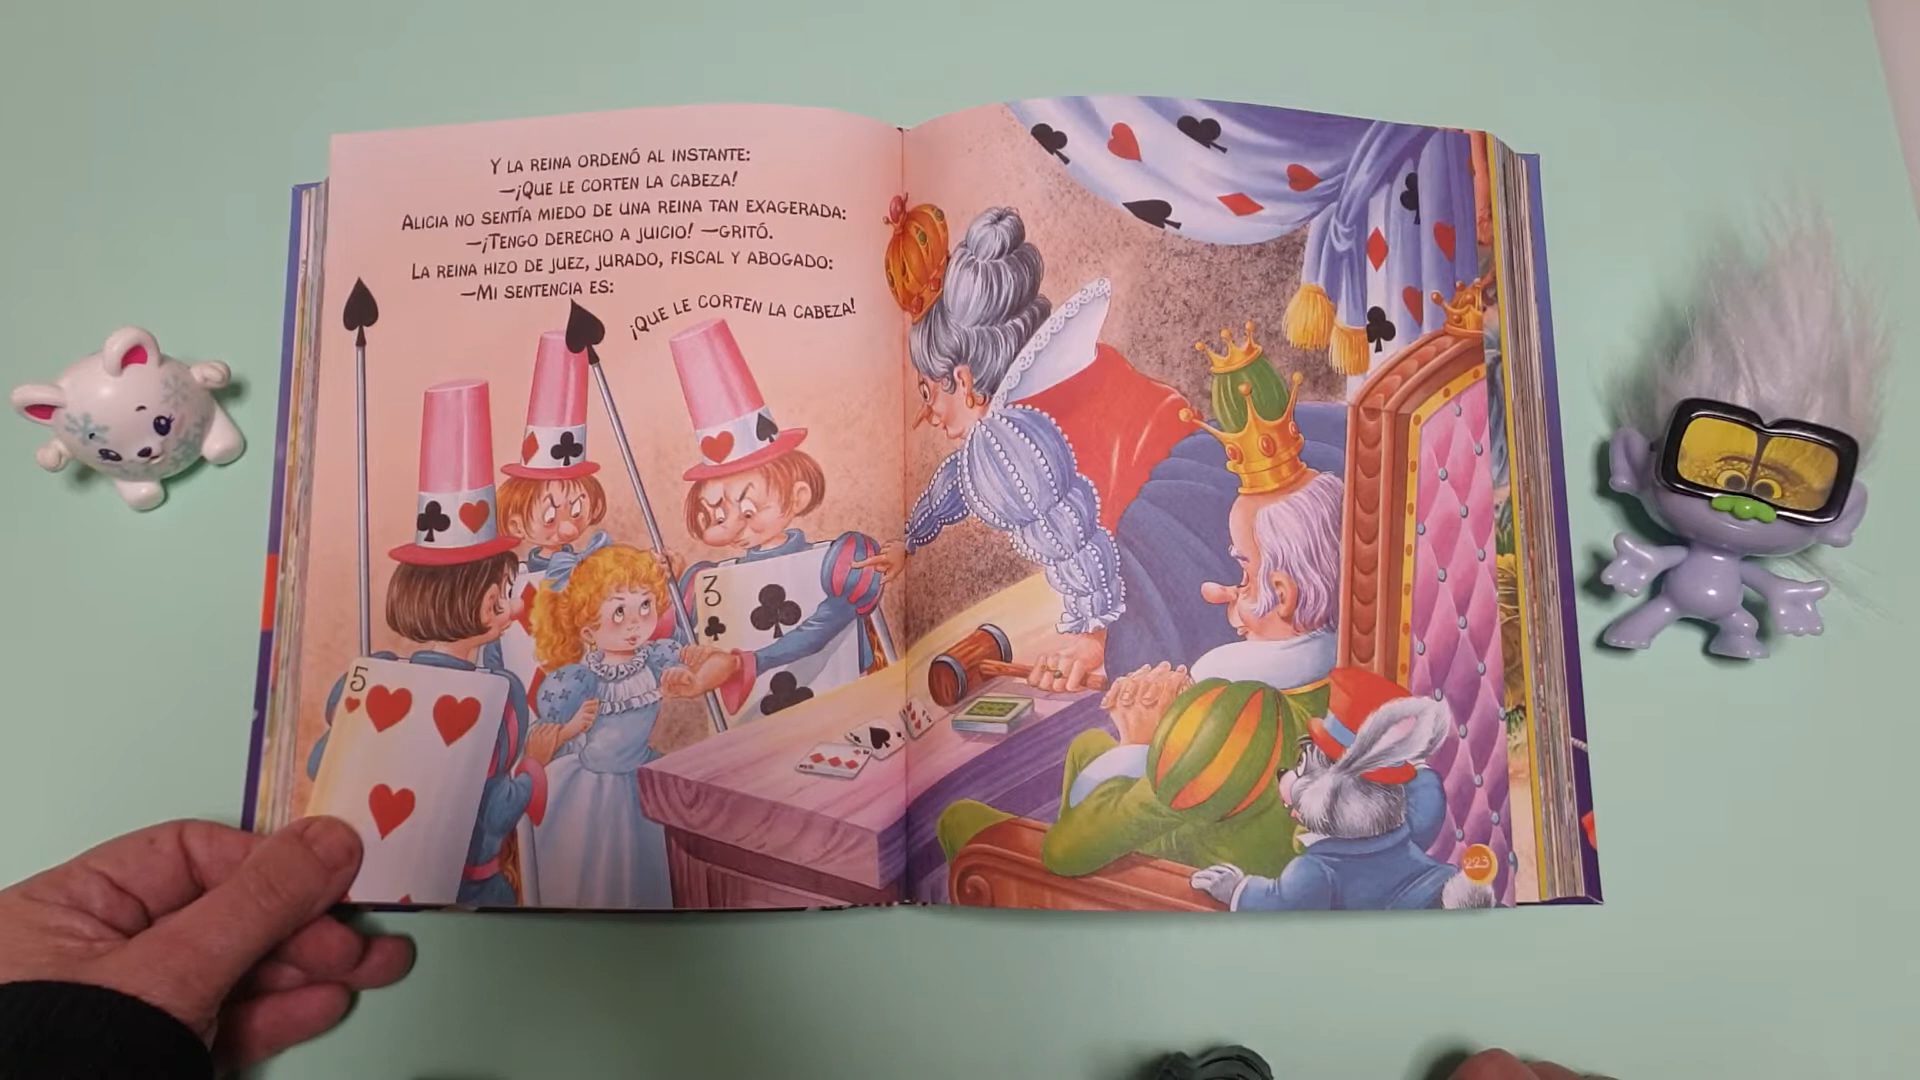 Y LA REINA ORDENÓ AL INSTANTE:
—¡QUE LE CORTEN LA CABEZA!
ALICIA NO SENTÍA MIEDO DE UNA REINA TAN EXAGERADA:
—¡TENGO DERECHO A JUICIO! —GRITÓ.
LA REINA HIZO DE JUEZ, JURADO, FISCAL Y ABOGADO:
—MI SENTENCIA ES:
¡QUE LE CORTEN LA CABEZA!
3
5
223